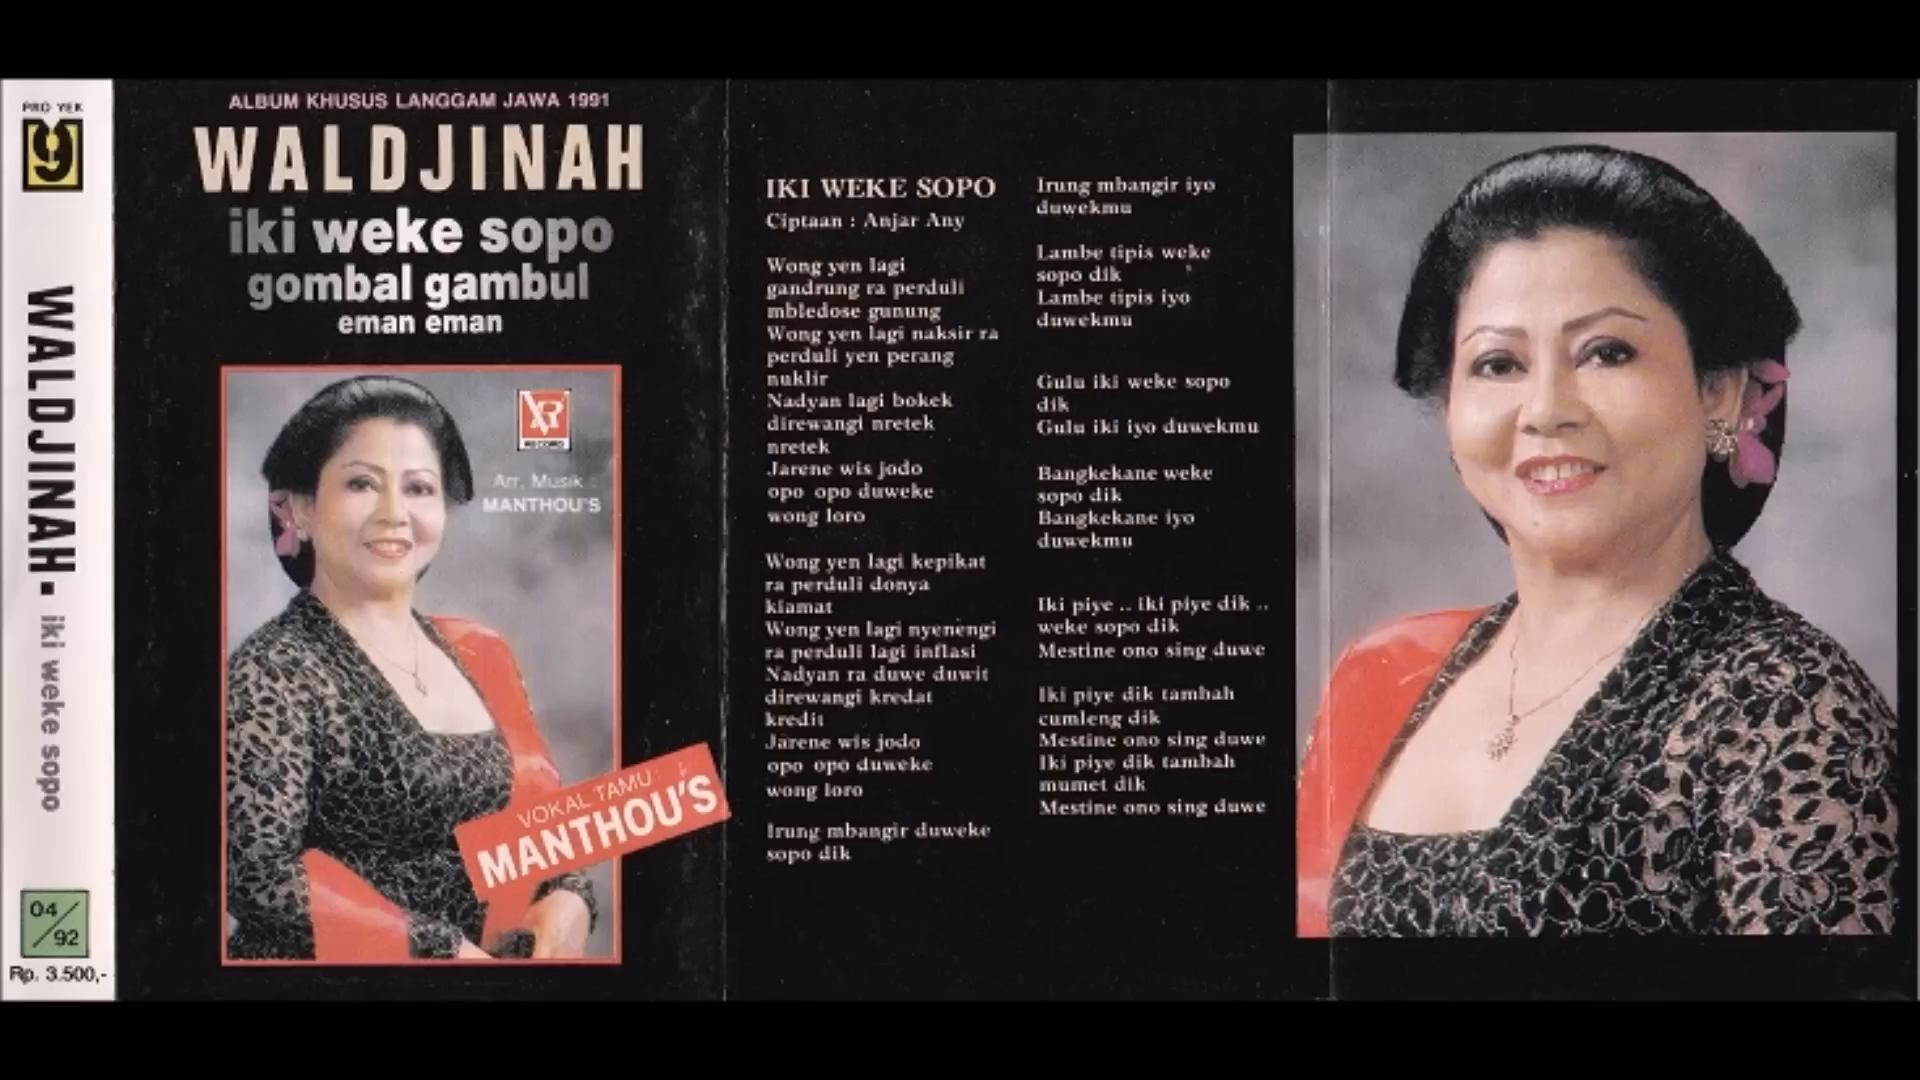 PRO YEK
9
WALDJINAH. iki weke sopo
04/92
Rp. 3.500,-
ALBUM KHUSUS LANGGAM JAWA 1991
WALDJINAH
iki weke sopo
gombal gambul
eman eman
RECORD
Arr. Musik :
MANTHOU'S
VOKAL TAMU :
MANTHOU'S
IKI WEKE SOPO
Ciptaan : Anjar Any
Wong yen lagi
gandrung ra perduli
mbledose gunung
Wong yen lagi naksir ra
perduli yen perang
nuklir
Nadyan lagi bokek
direwangi nretek
nretek
Jarene wis jodo
opo opo duweke
wong loro
Wong yen lagi kepikat
ra perduli donya
kiamat
Wong yen lagi nyenengi
ra perduli lagi inflasi
Nadyan ra duwe duwit
direwangi kredat
kredit
Jarene wis jodo
opo opo duweke
wong loro
Irung mbangir duweke
sopo dik
Irung mbangir iyo
duwekmu
Lambe tipis weke
sopo dik
Lambe tipis iyo
duwekmu
Gulu iki weke sopo
dik
Gulu iki iyo duwekmu
Bangkekane weke
sopo dik
Bangkekane iyo
duwekmu
Iki piye .. iki piye dik ..
weke sopo dik
Mestine ono sing duwe
Iki piye dik tambah
cumleng dik
Mestine ono sing duwe
Iki piye dik tambah
mumet dik
Mestine ono sing duwe